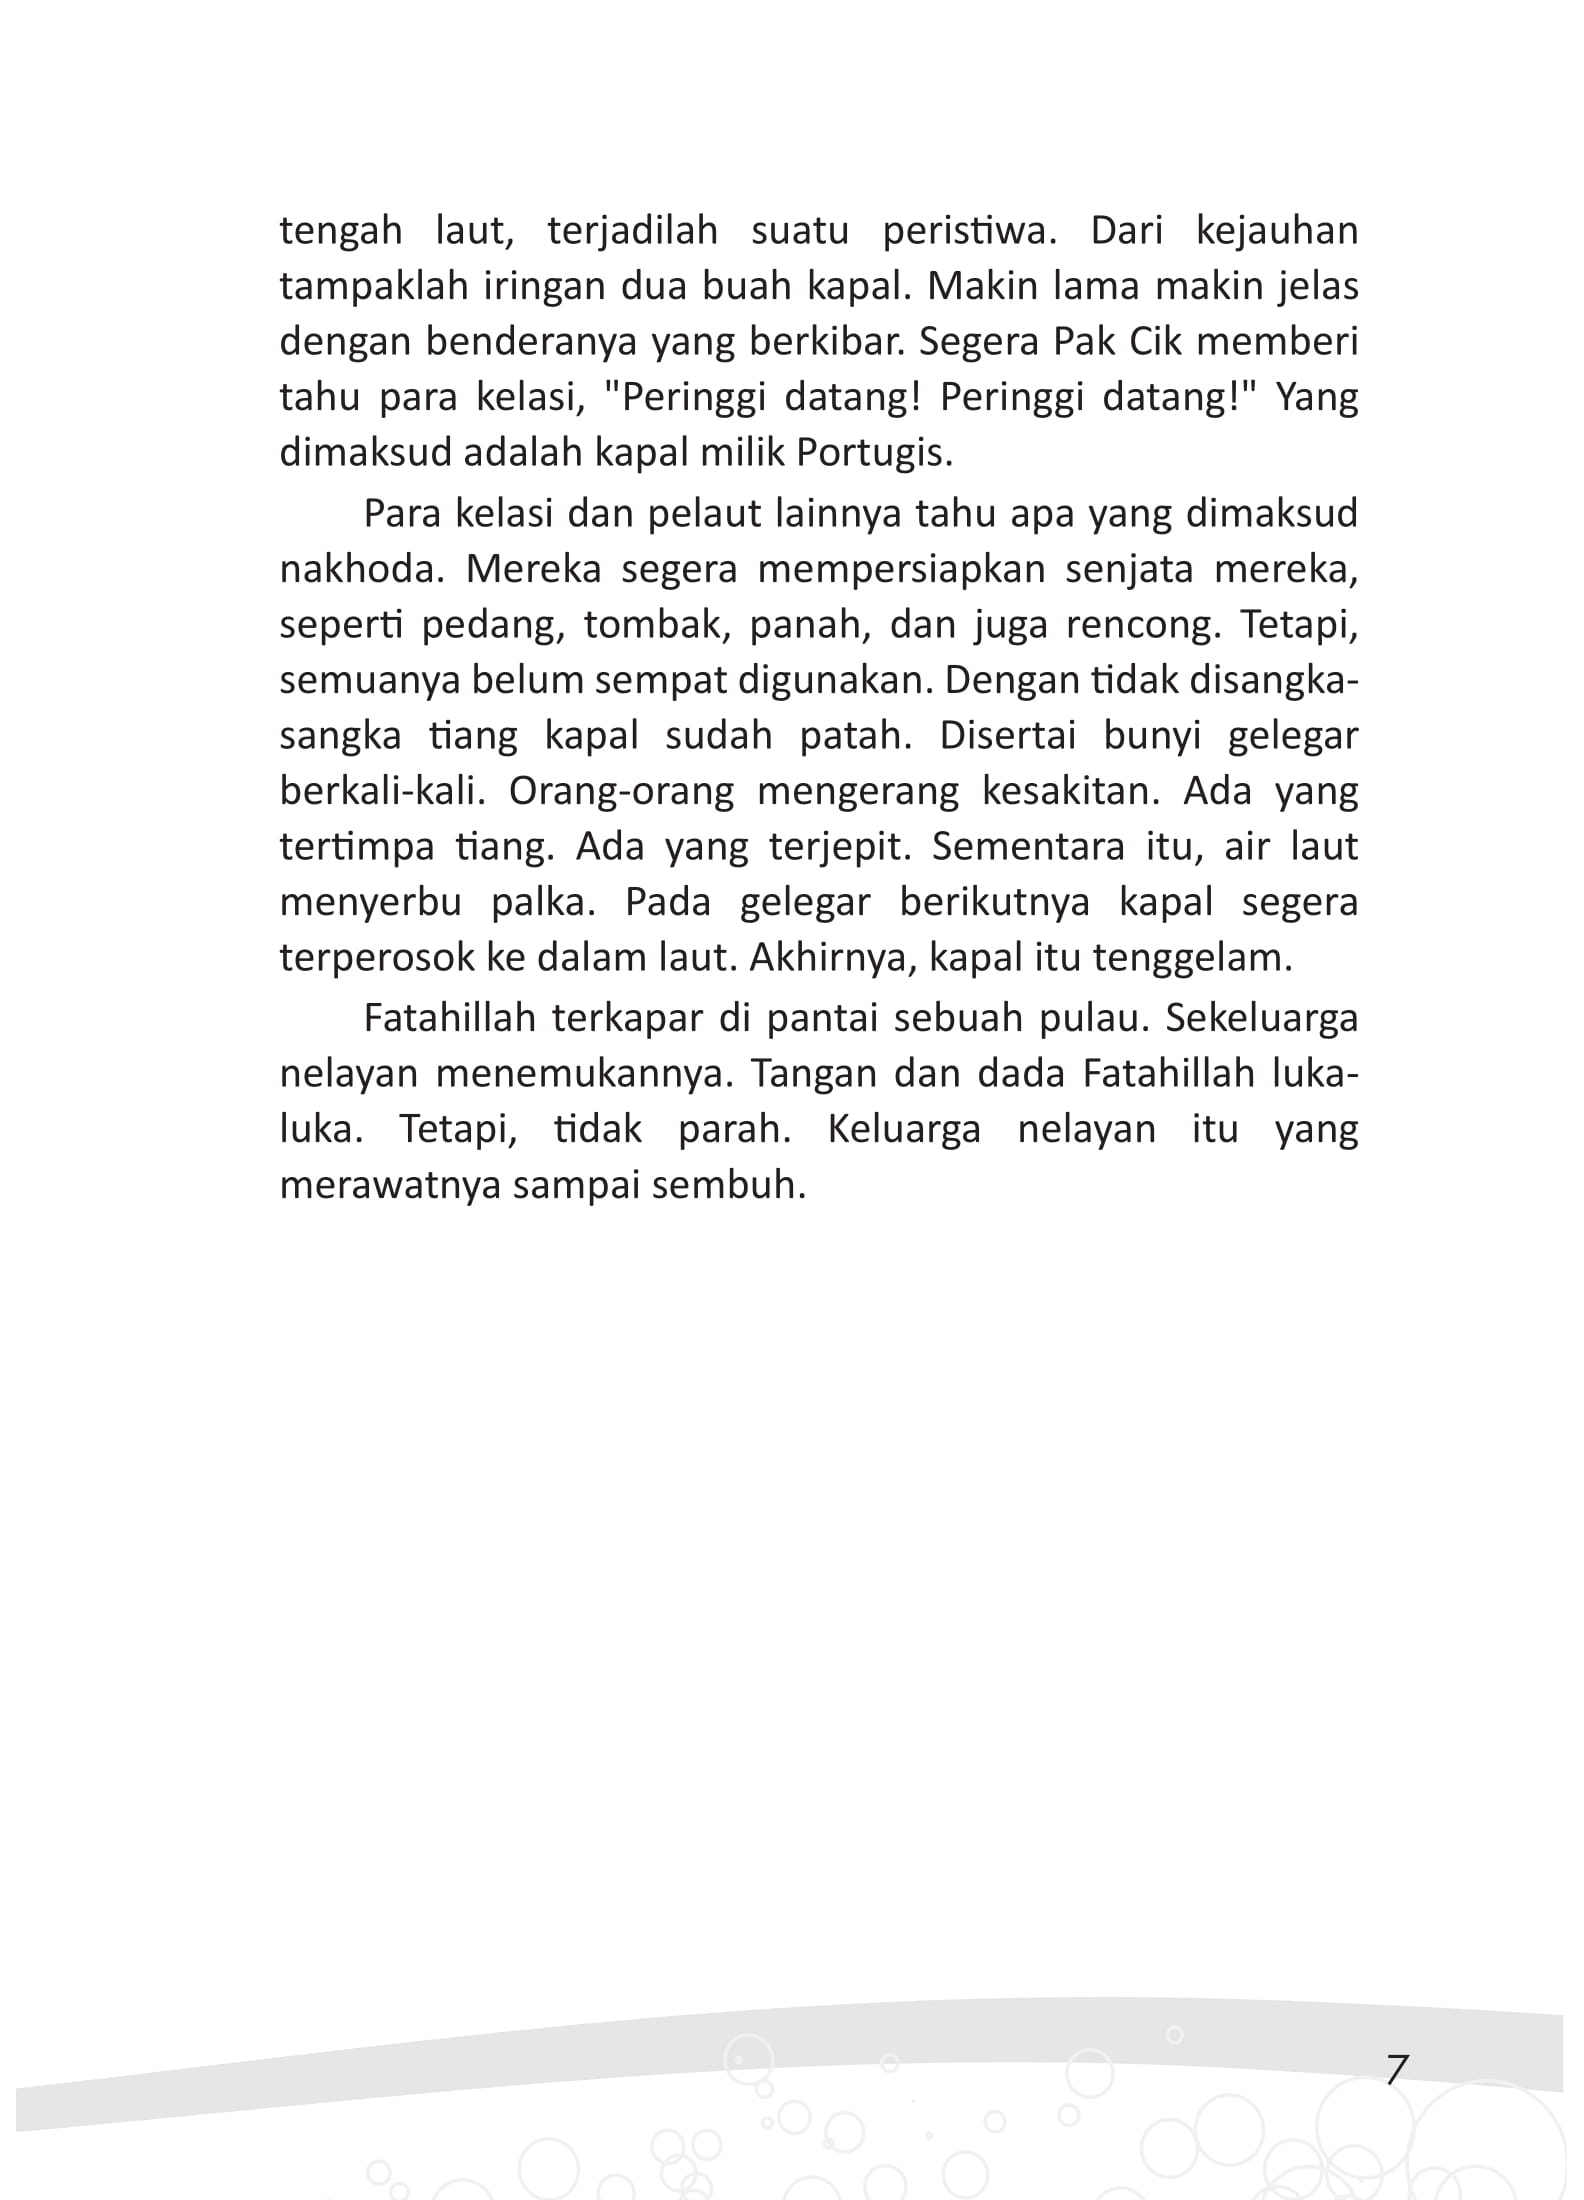 tengah laut, terjadilah suatu peristiwa. Dari kejauhan
tampaklah iringan dua buah kapal. Makin lama makin jelas
dengan benderanya yang berkibar. Segera Pak Cik memberi
tahu para kelasi, "Peringgi datang! Peringgi datang!" Yang
dimaksud adalah kapal milik Portugis.
Para kelasi dan pelaut lainnya tahu apa yang dimaksud
nakhoda. Mereka segera mempersiapkan senjata mereka,
seperti pedang, tombak, panah, dan juga rencong. Tetapi,
semuanya belum sempat digunakan. Dengan tidak disangka-
sangka tiang kapal sudah patah. Disertai bunyi gelegar
berkali-kali. Orang-orang mengerang kesakitan. Ada yang
tertimpa tiang. Ada yang terjepit. Sementara itu, air laut
menyerbu palka. Pada gelegar berikutnya kapal segera
terperosok ke dalam laut. Akhirnya, kapal itu tenggelam.
Fatahillah terkapar di pantai sebuah pulau. Sekeluarga
nelayan menemukannya. Tangan dan dada Fatahillah luka-
luka. Tetapi, tidak parah. Keluarga nelayan itu yang
merawatnya sampai sembuh.
7